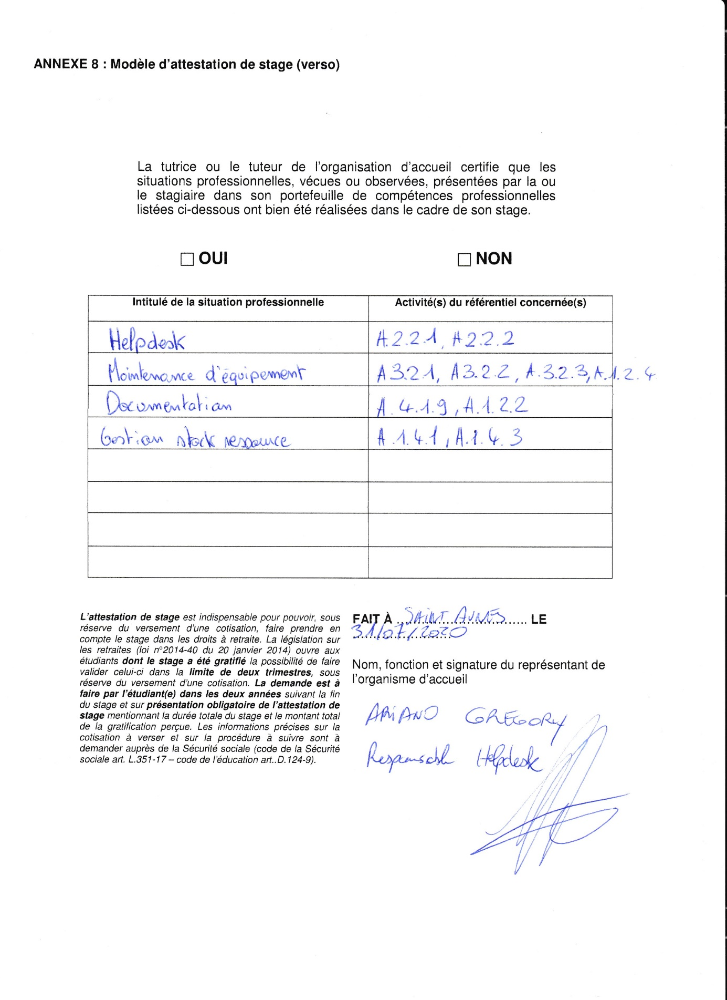 ANNEXE 8 : Modèle d'attestation de stage (verso)
La tutrice ou le tuteur de l'organisation d'accueil certifie que les
situations professionnelles, vécues ou observées, présentées par la ou
le stagiaire dans son portefeuille de compétences professionnelles
listées ci-dessous ont bien été réalisées dans le cadre de son stage.
☐ OUI ☐ NON
Intitulé de la situation professionnelle Activité(s) du référentiel concernée(s)
Helpdesk A.2.2.1, A2.2.2
Maintenance d'équipement A3.2.1, A3.2.2, A.3.2.3, A.1.2.4
Documentation A.4.1.9, A.1.2.2
Gestion stock ressource A.1.4.1, A.1.4.3
L'attestation de stage est indispensable pour pouvoir, sous
réserve du versement d'une cotisation, faire prendre en
compte le stage dans les droits à retraite. La législation sur
les retraites (loi n°2014-40 du 20 janvier 2014) ouvre aux
étudiants dont le stage a été gratifié la possibilité de faire
valider celui-ci dans la limite de deux trimestres, sous
réserve du versement d'une cotisation. La demande est à
faire par l'étudiant(e) dans les deux années suivant la fin
du stage et sur présentation obligatoire de l'attestation de
stage mentionnant la durée totale du stage et le montant total
de la gratification perçue. Les informations précises sur la
cotisation à verser et sur la procédure à suivre sont à
demander auprès de la Sécurité sociale (code de la Sécurité
sociale art. L.351-17 – code de l'éducation art..D.124-9).
FAIT À SAINT AUNES LE
31/07/2020
Nom, fonction et signature du représentant de
l'organisme d'accueil
ARIANO GREGORY
Responsable Helpdesk